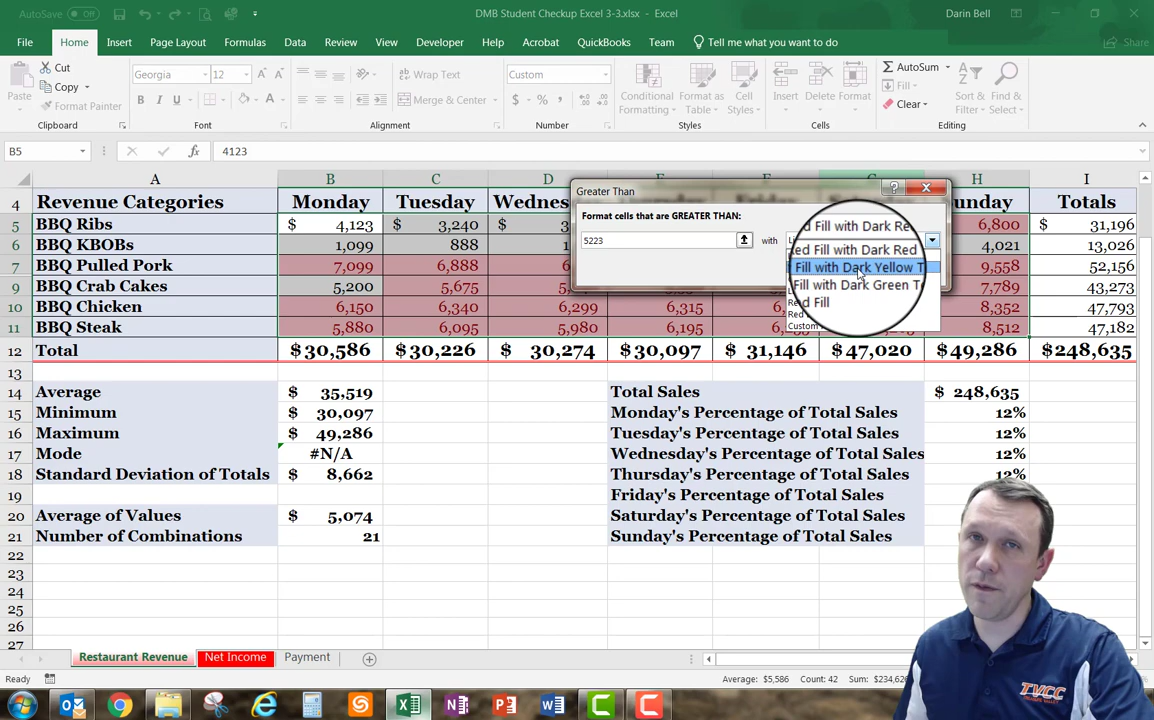 AutoSave Off
DMB Student Checkup Excel 3-3.xlsx - Excel
Darin Bell
File Home Insert Page Layout Formulas Data Review View Developer Help Acrobat QuickBooks Team Tell me what you want to do Share
Paste
Cut
Copy
Format Painter
Clipboard
Georgia 12
B I U
Font
Wrap Text
Merge & Center
Alignment
Custom
$ % ,
Number
Conditional Formatting
Format as Table
Cell Styles
Styles
Insert Delete Format
Cells
AutoSum
Fill
Clear
Sort & Filter
Find & Select
Editing
B5 fx 4123
A B C D E F G H I
4 Revenue Categories Monday Tuesday Wednes Sunday Totals
5 BBQ Ribs $ 4,123 $ 3,240 $ 6,800 $ 31,196
6 BBQ KBOBs 1,099 888 4,021 13,026
7 BBQ Pulled Pork 7,099 6,888 9,558 52,156
9 BBQ Crab Cakes 5,200 5,675 7,789 43,273
10 BBQ Chicken 6,150 6,340 6,299 8,352 47,793
11 BBQ Steak 5,880 6,095 5,980 6,195 8,512 47,182
12 Total $30,586 $30,226 $ 30,274 $30,097 $ 31,146 $47,020 $49,286 $248,635
Greater Than
Format cells that are GREATER THAN:
5223 with
d Fill with Dark Re
ed Fill with Dark Red
Fill with Dark Yellow T
Fill with Dark Green Te
Red Fill
Custom
13
14 Average $ 35,519 Total Sales $ 248,635
15 Minimum $ 30,097 Monday's Percentage of Total Sales 12%
16 Maximum $ 49,286 Tuesday's Percentage of Total Sales 12%
17 Mode #N/A Wednesday's Percentage of Total Sales 12%
18 Standard Deviation of Totals $ 8,662 Thursday's Percentage of Total Sales 12%
19 Friday's Percentage of Total Sales
20 Average of Values $ 5,074 Saturday's Percentage of Total Sales
21 Number of Combinations 21 Sunday's Percentage of Total Sales
22
23
24
25
26
27
Restaurant Revenue Net Income Payment
Ready Average: $5,586 Count: 42 Sum: $234,626
TVCC